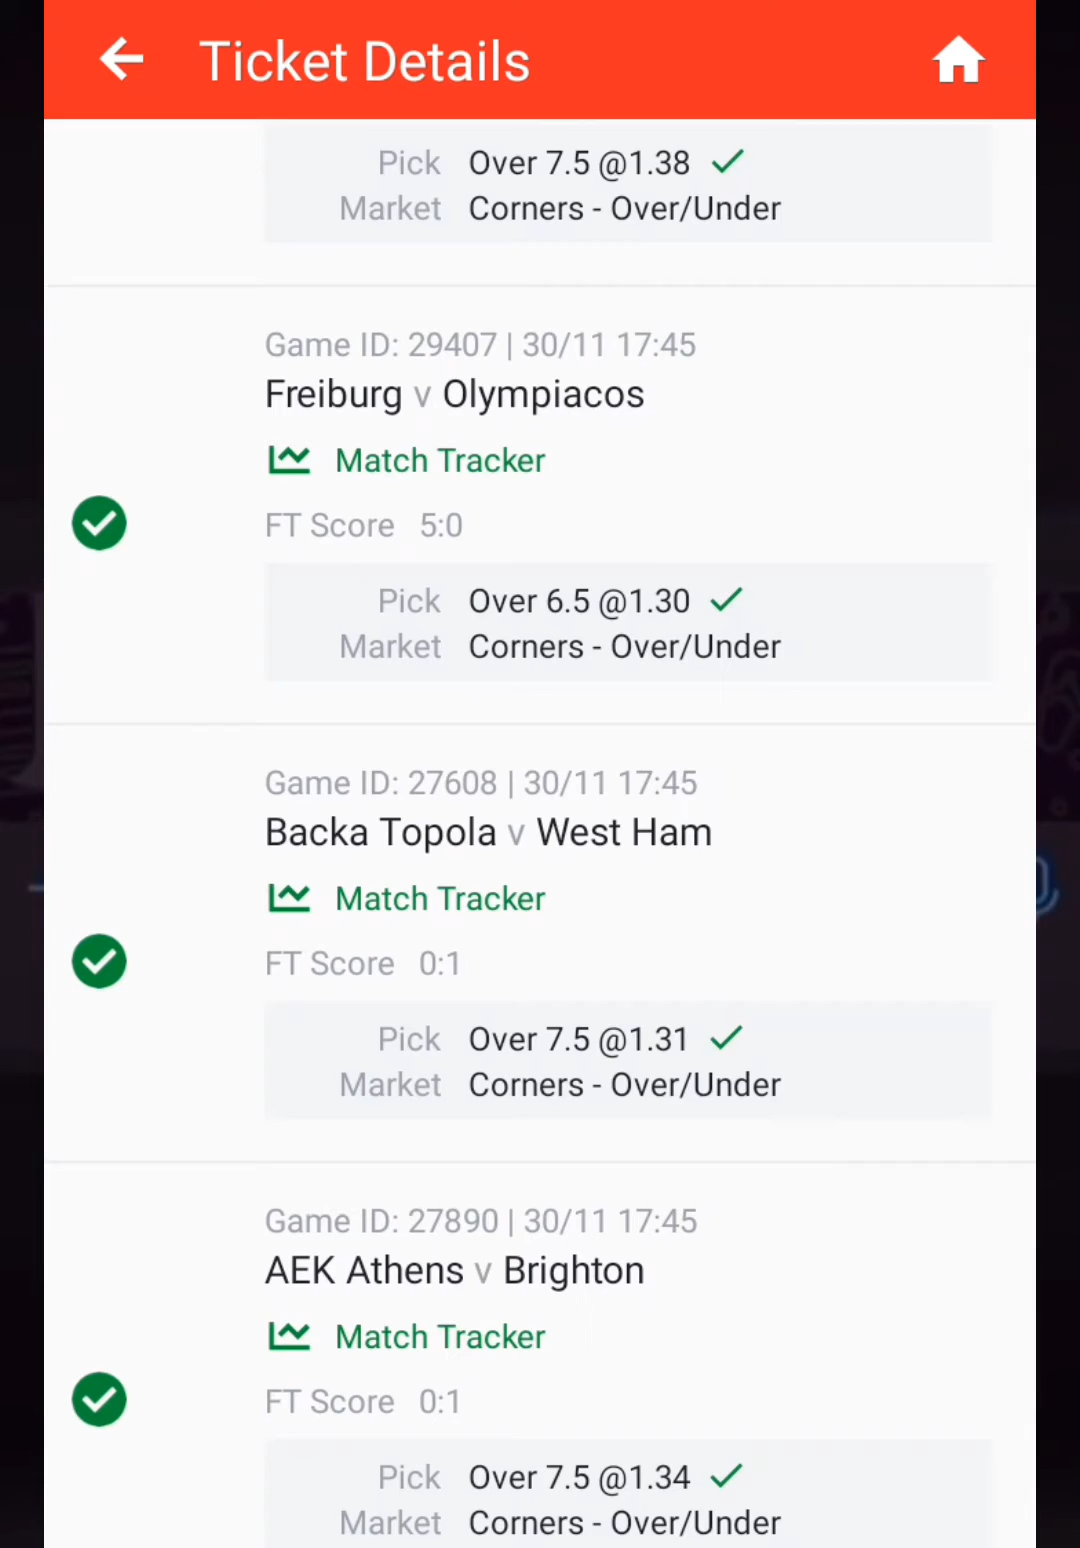 Ticket Details
Pick Over 7.5 @1.38
Market Corners - Over/Under
Game ID: 29407 | 30/11 17:45
Freiburg v Olympiacos
Match Tracker
FT Score 5:0
Pick Over 6.5 @1.30
Market Corners - Over/Under
Game ID: 27608 | 30/11 17:45
Backa Topola v West Ham
Match Tracker
FT Score 0:1
Pick Over 7.5 @1.31
Market Corners - Over/Under
Game ID: 27890 | 30/11 17:45
AEK Athens v Brighton
Match Tracker
FT Score 0:1
Pick Over 7.5 @1.34
Market Corners - Over/Under